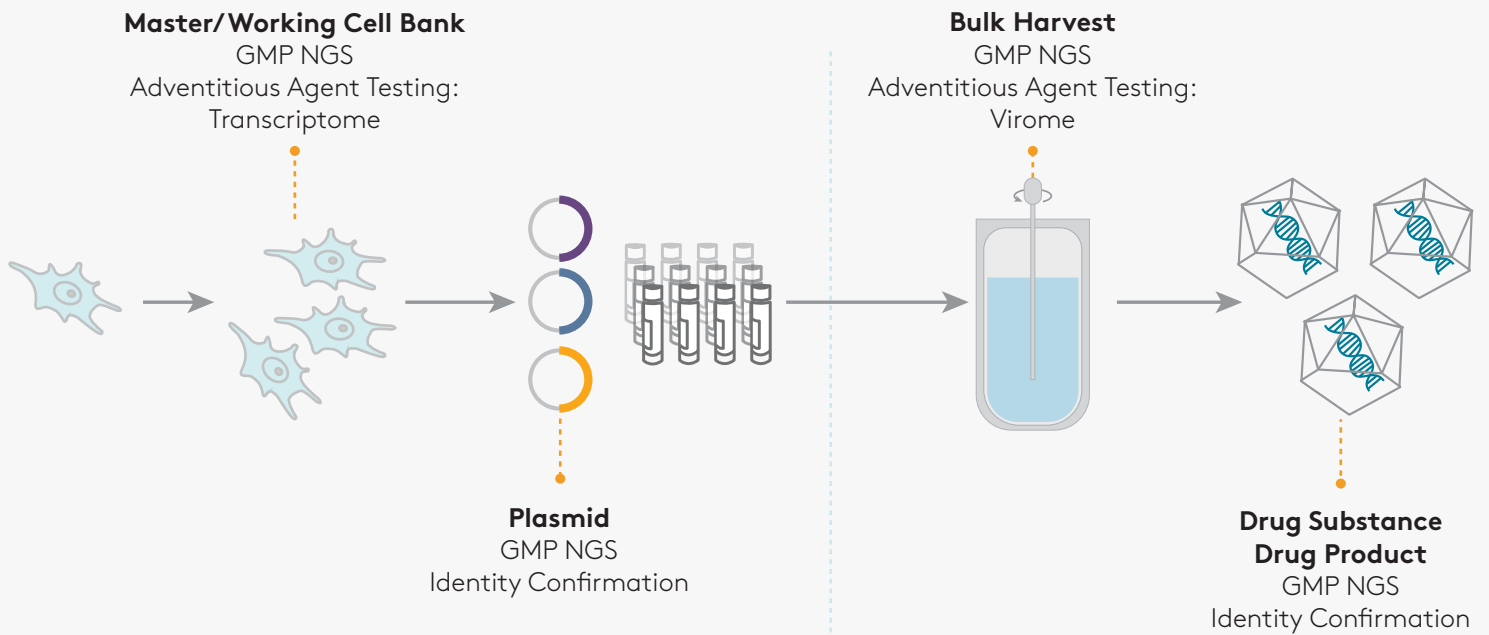 Master/Working Cell Bank
GMP NGS
Adventitious Agent Testing:
Transcriptome
Bulk Harvest
GMP NGS
Adventitious Agent Testing:
Virome
Plasmid
GMP NGS
Identity Confirmation
Drug Substance
Drug Product
GMP NGS
Identity Confirmation